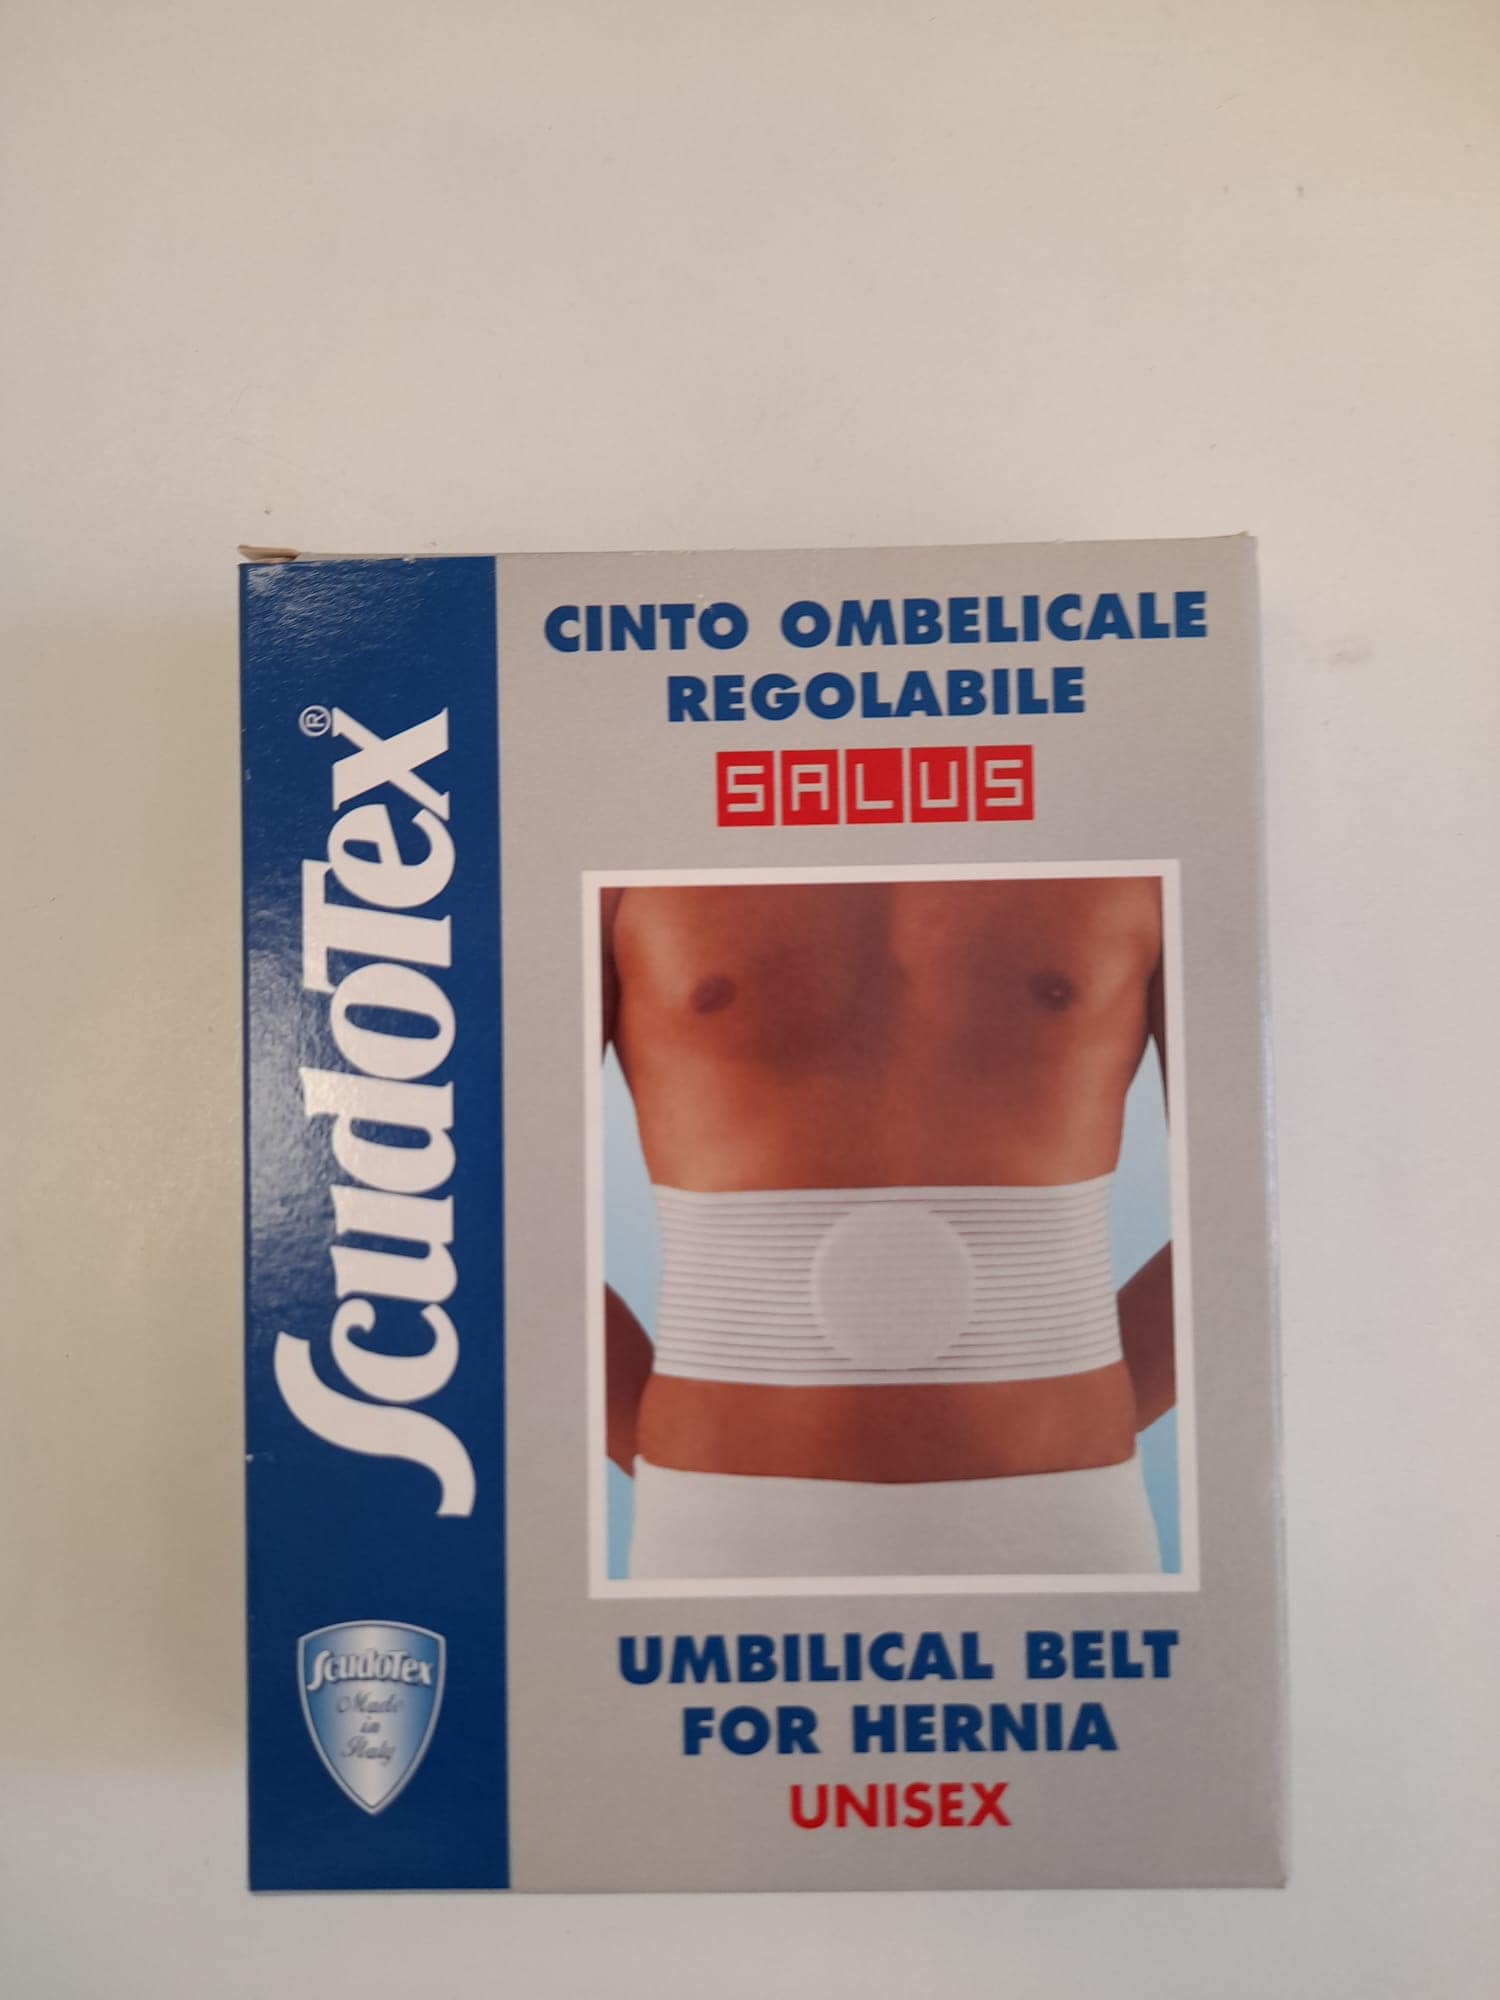 CINTO OMBELICALE
REGOLABILE
SALUS
ScudoTex®
UMBILICAL BELT
FOR HERNIA
UNISEX
ScudoTex
Made
in
Italy